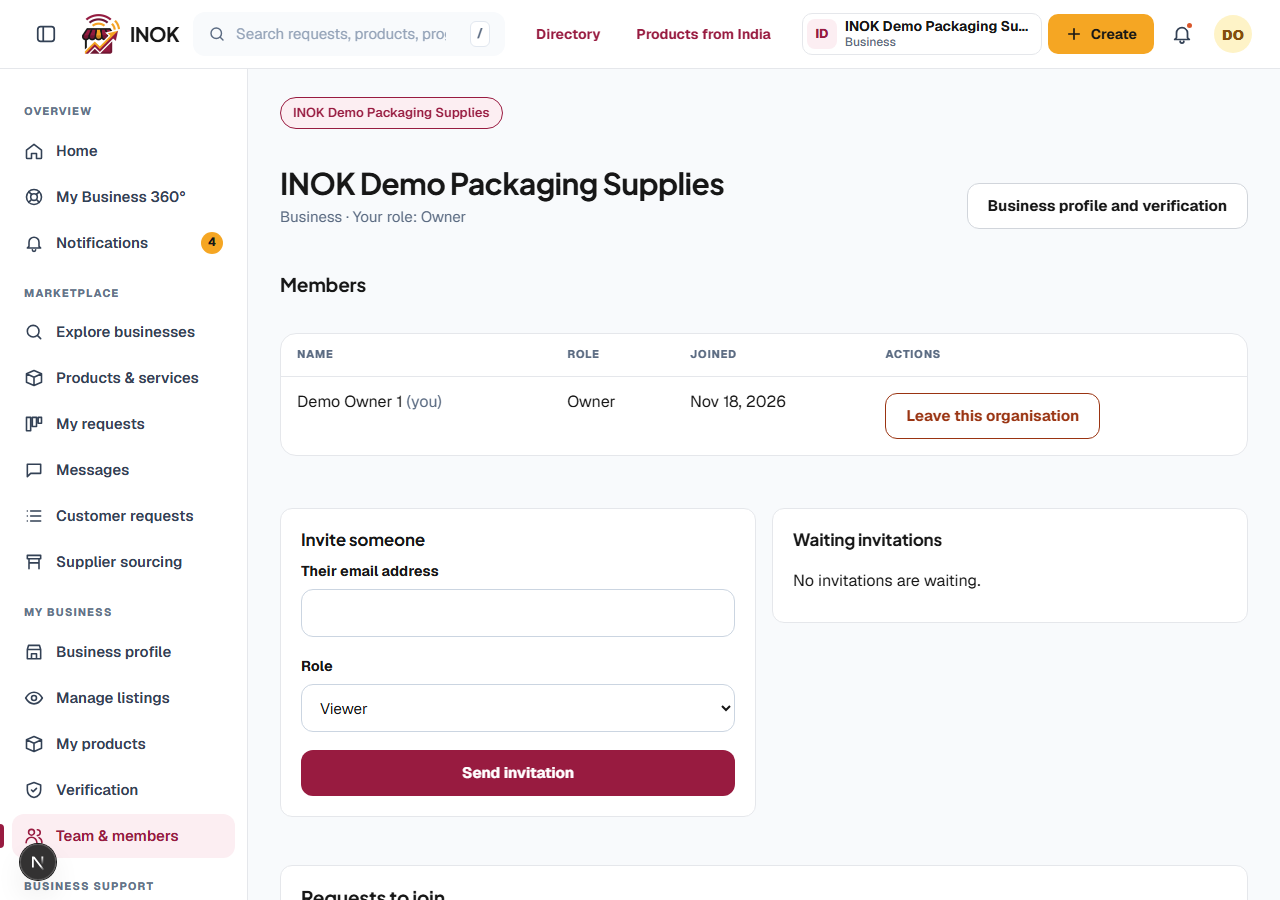 INOK
Search requests, products, pro
/
Directory
Products from India
ID
INOK Demo Packaging Su...
Business
Create
DO
OVERVIEW
Home
My Business 360°
Notifications
4
MARKETPLACE
Explore businesses
Products & services
My requests
Messages
Customer requests
Supplier sourcing
MY BUSINESS
Business profile
Manage listings
My products
Verification
Team & members
N
BUSINESS SUPPORT
INOK Demo Packaging Supplies
INOK Demo Packaging Supplies
Business · Your role: Owner
Business profile and verification
Members
NAME ROLE JOINED ACTIONS
Demo Owner 1 (you) Owner Nov 18, 2026 Leave this organisation
Invite someone
Their email address
Role
Viewer
Send invitation
Waiting invitations
No invitations are waiting.
Requests to join